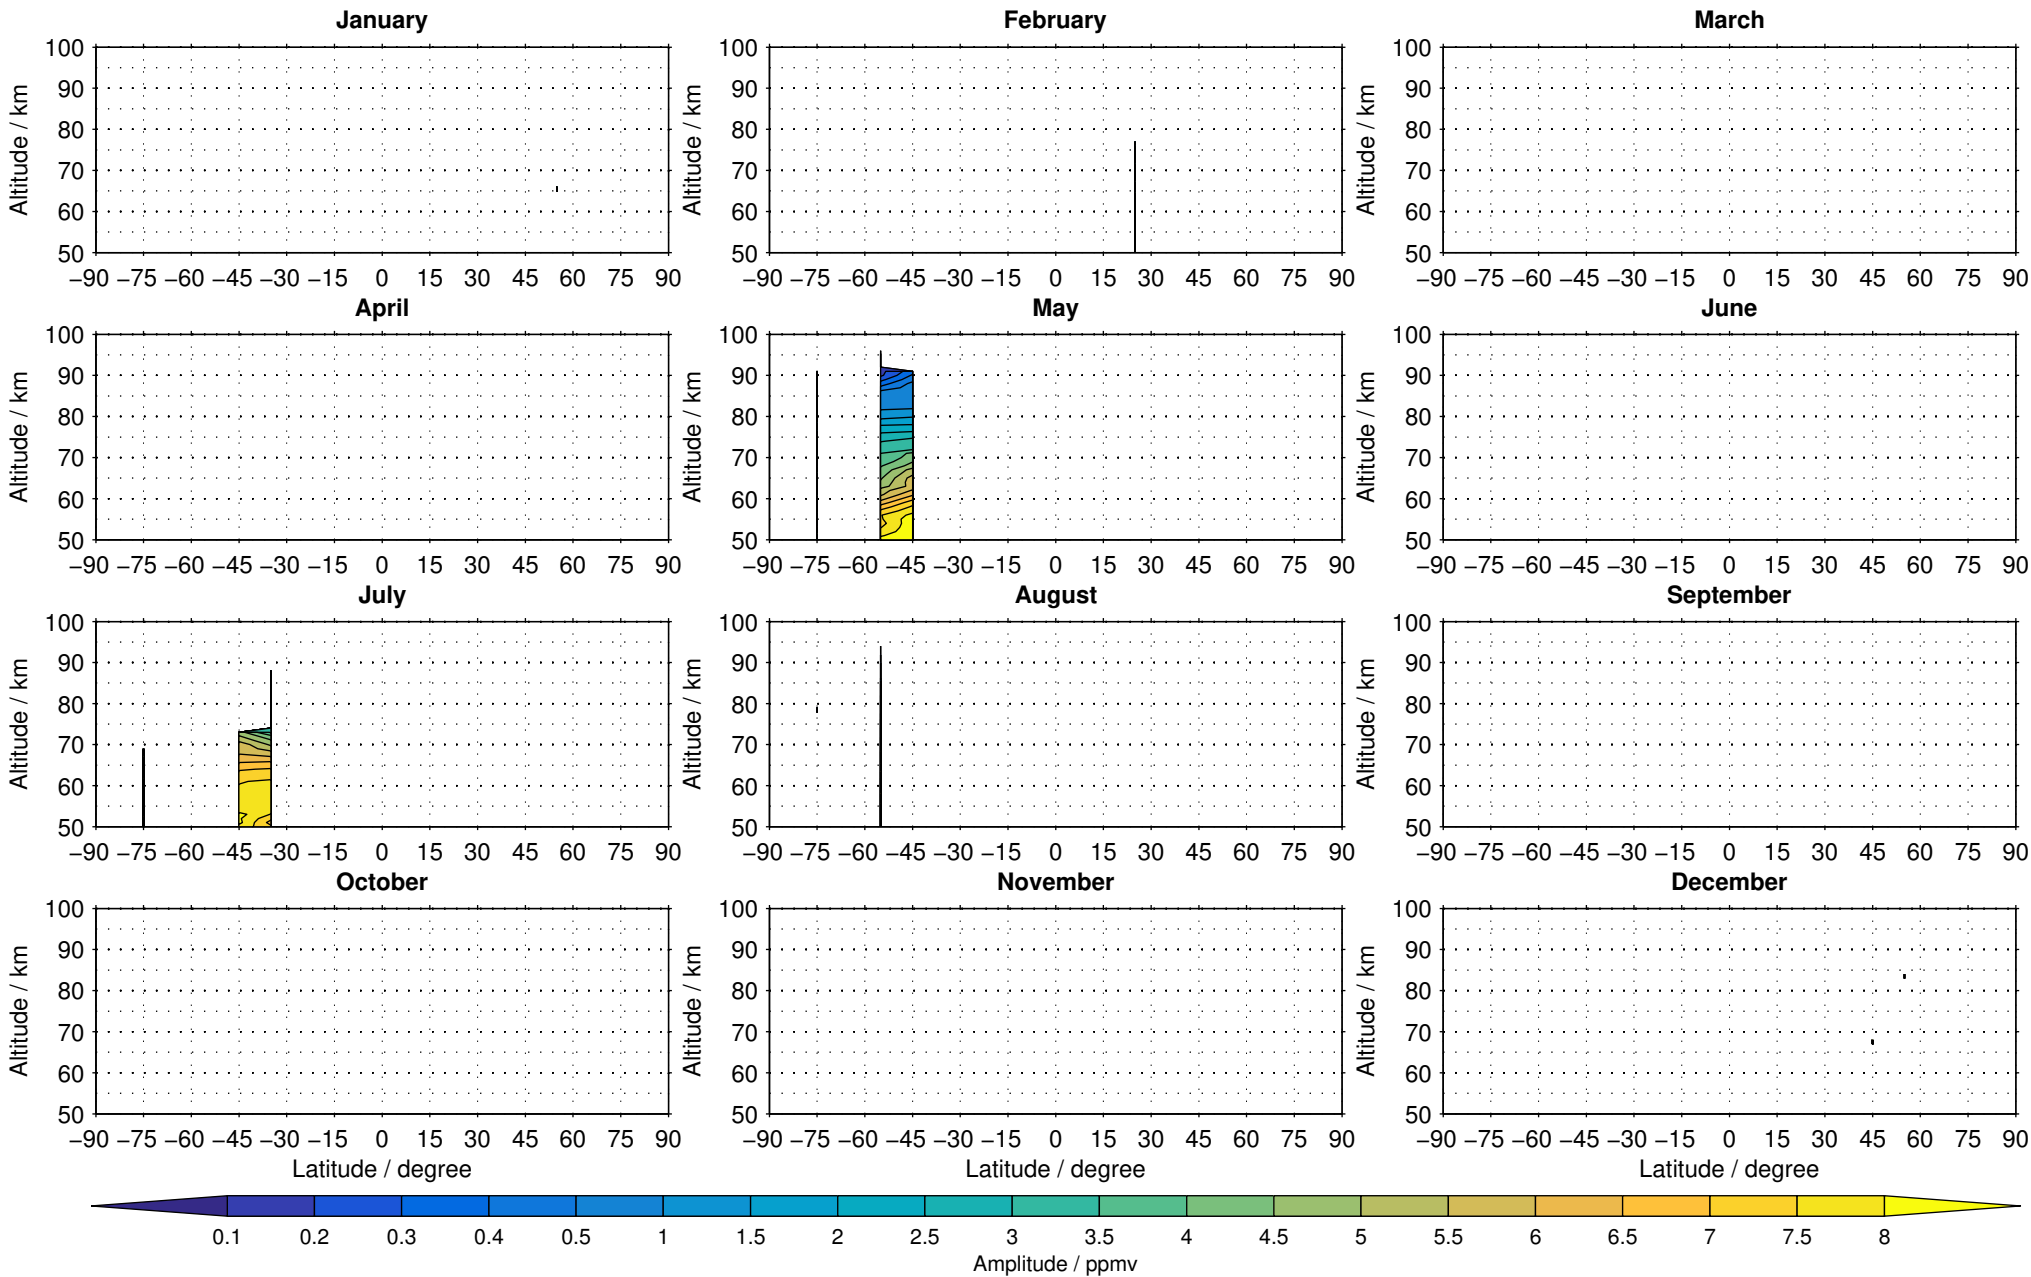 January February March
100 100 100
90 90 90
80 80 80
70 70 70
60 60 60
50 50 50
Altitude / km Altitude / km Altitude / km
−90 −75 −60 −45 −30 −15 0 15 30 45 60 75 90 −90 −75 −60 −45 −30 −15 0 15 30 45 60 75 90 −90 −75 −60 −45 −30 −15 0 15 30 45 60 75 90
April May June
100 100 100
90 90 90
80 80 80
70 70 70
60 60 60
50 50 50
Altitude / km Altitude / km Altitude / km
−90 −75 −60 −45 −30 −15 0 15 30 45 60 75 90 −90 −75 −60 −45 −30 −15 0 15 30 45 60 75 90 −90 −75 −60 −45 −30 −15 0 15 30 45 60 75 90
July August September
100 100 100
90 90 90
80 80 80
70 70 70
60 60 60
50 50 50
Altitude / km Altitude / km Altitude / km
−90 −75 −60 −45 −30 −15 0 15 30 45 60 75 90 −90 −75 −60 −45 −30 −15 0 15 30 45 60 75 90 −90 −75 −60 −45 −30 −15 0 15 30 45 60 75 90
October November December
100 100 100
90 90 90
80 80 80
70 70 70
60 60 60
50 50 50
Altitude / km Altitude / km Altitude / km
−90 −75 −60 −45 −30 −15 0 15 30 45 60 75 90 −90 −75 −60 −45 −30 −15 0 15 30 45 60 75 90 −90 −75 −60 −45 −30 −15 0 15 30 45 60 75 90
Latitude / degree Latitude / degree Latitude / degree
0.1 0.2 0.3 0.4 0.5 1 1.5 2 2.5 3 3.5 4 4.5 5 5.5 6 6.5 7 7.5 8
Amplitude / ppmv